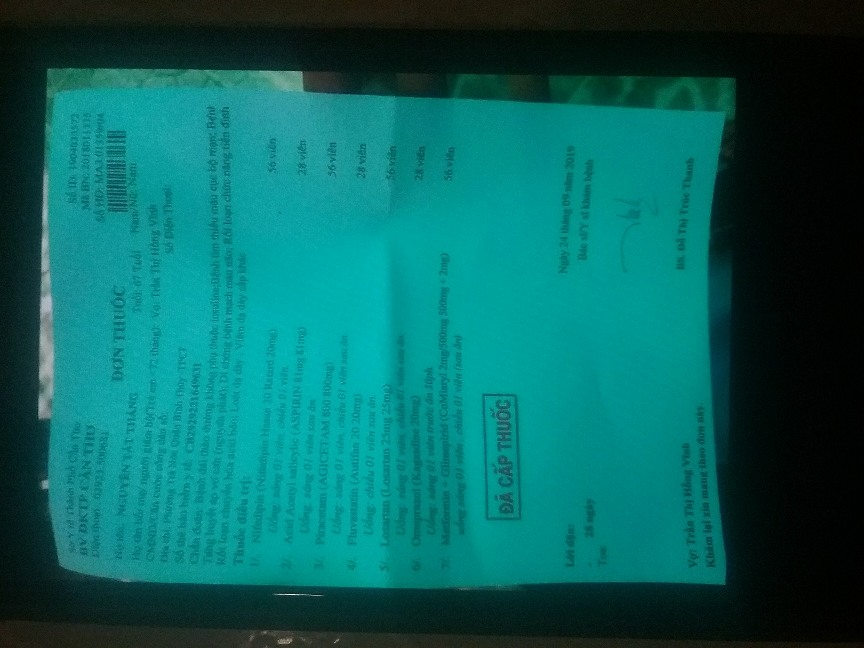 Sở Y tế Thành Phố Cần Thơ
BV ĐKTP CẦN THƠ
Điện thoại: 01933.500681
Số ID: 1904033572
Mã BN: 2018011335
Số HĐ: MA3.0135999A
ĐƠN THUỐC
Họ tên: NGUYỄN TẤT THẮNG
Tuổi: 67 Tuổi Nam/Nữ: Nam
Họ tên bố/ mẹ/ người giám hộ(Trẻ em <72 tháng): Vợ: Trần Thị Hồng Vinh
CMND/Căn cước công dân số:
Số Điện Thoại:
Địa chỉ: Phường Trà Nóc Quận Bình Thủy -TPCT
Số thẻ bảo hiểm y tế: CB2929221649631
Chẩn đoán: Bệnh đái tháo đường không phụ thuộc insuline;Bệnh tim thiếu máu cục bộ mạn; Bệnh
Tăng huyết áp vô căn (nguyên phát); Di chứng bệnh mạch máu não; Rối loạn chức năng tiền đình
Rối loạn chuyển hóa ; Loét dạ dày ; Viêm dạ dày cấp khác
Thuốc điều trị:
1/. Nifedipin (Nifedipin Hasan 20 Retard 20mg) 56 viên
Uống: sáng 01 viên, chiều 01 viên
2/. Acid Acetyl salicylic (ASPIRIN 81mg 81mg) 28 viên
Uống: sáng 01 viên sau ăn
3/. Piracetam (AGICETAM 800 800mg) 56 viên
Uống: sáng 01 viên, chiều 01 viên sau ăn
4/. Fluvastatin (Autifan 20 20mg) 28 viên
Uống: chiều 01 viên sau ăn
5/. Losartan (Losartan 25mg 25mg) 56 viên
Uống: sáng 01 viên, chiều 01 viên sau ăn
6/. Omeprazol (Kagasdine 20mg) 28 viên
Uống: sáng 01 viên trước ăn 30ph
7/. Metformin + Glimepirid (CoMiaryl 2mg/500mg 500mg + 2mg) 56 viên
uống sáng 01 viên , chiều 01 viên (sau ăn)
ĐÃ CẤP THUỐC
Lời dặn:
- 28 ngày
Ngày 24 tháng 09 năm 2019
Bác sĩ/Y sĩ khám bệnh
Vợ: Trần Thị Hồng Vinh
BS. Đỗ Thị Trúc Thanh
Khám lại xin mang theo đơn này